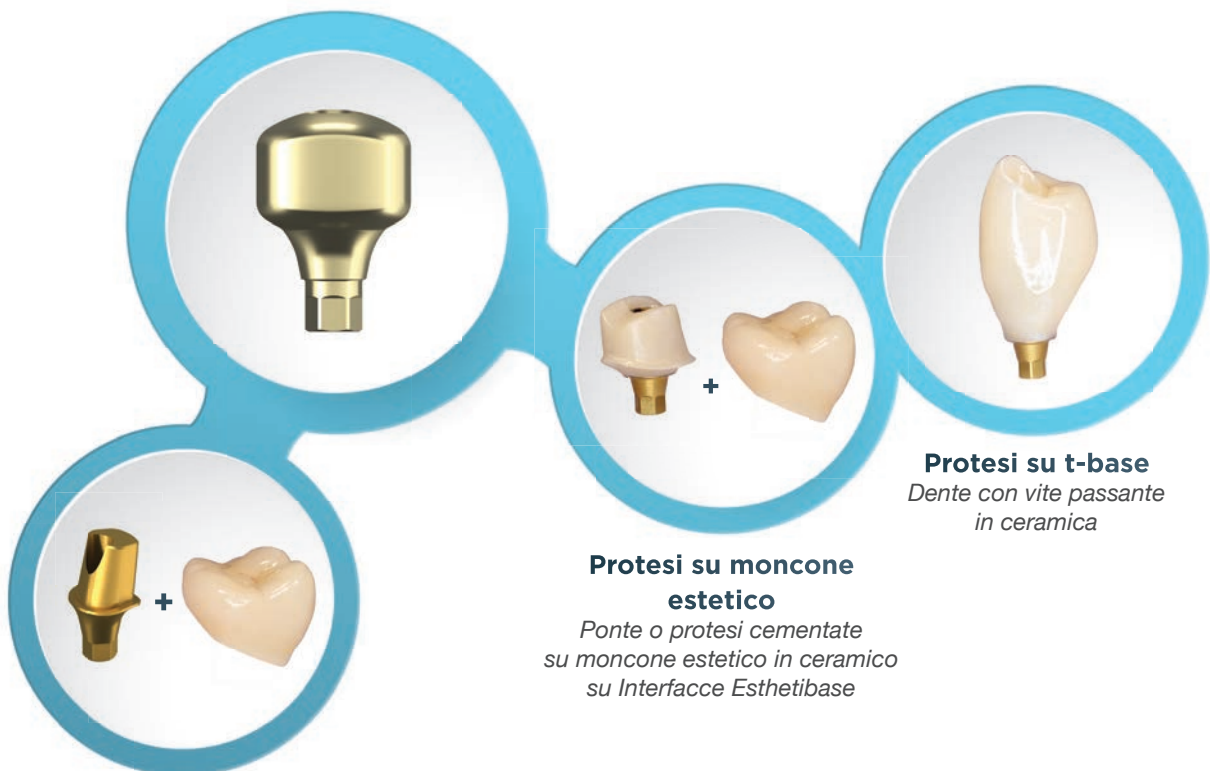 Protesi su t-base
Dente con vite passante
in ceramica
Protesi su moncone
estetico
Ponte o protesi cementate
su moncone estetico in ceramico
su Interfacce Esthetibase
+
+